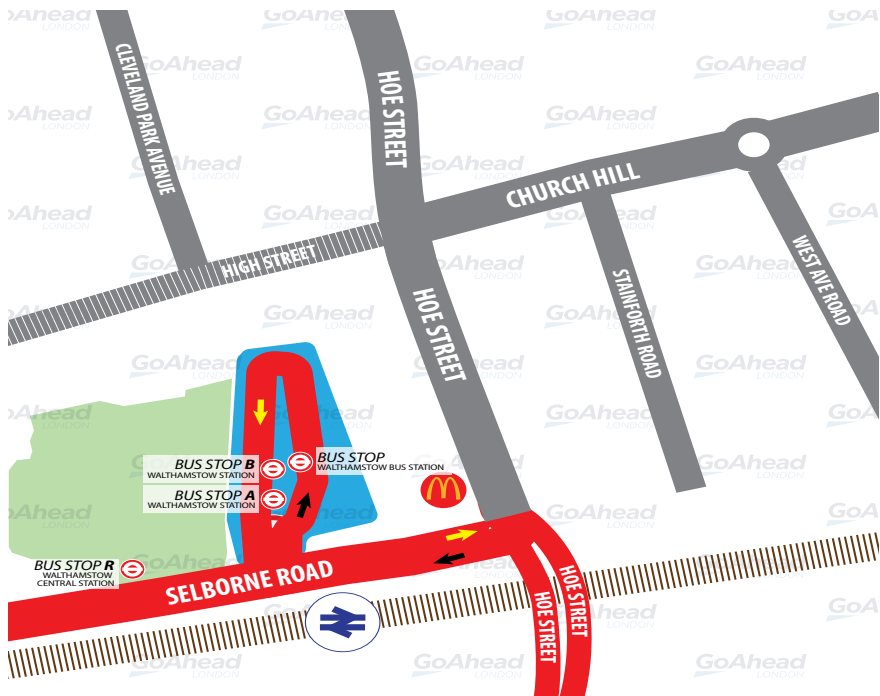 CLEVELAND PARK AVENUE
HOE STREET
CHURCH HILL
HIGH STREET
WEST AVE ROAD
STAINFORTH ROAD
HOE STREET
BUS STOP B
WALTHAMSTOW STATION
BUS STOP
WALTHAMSTOW BUS STATION
BUS STOP A
WALTHAMSTOW STATION
BUS STOP R
WALTHAMSTOW
CENTRAL STATION
SELBORNE ROAD
HOE STREET
HOE STREET
GoAhead
LONDON